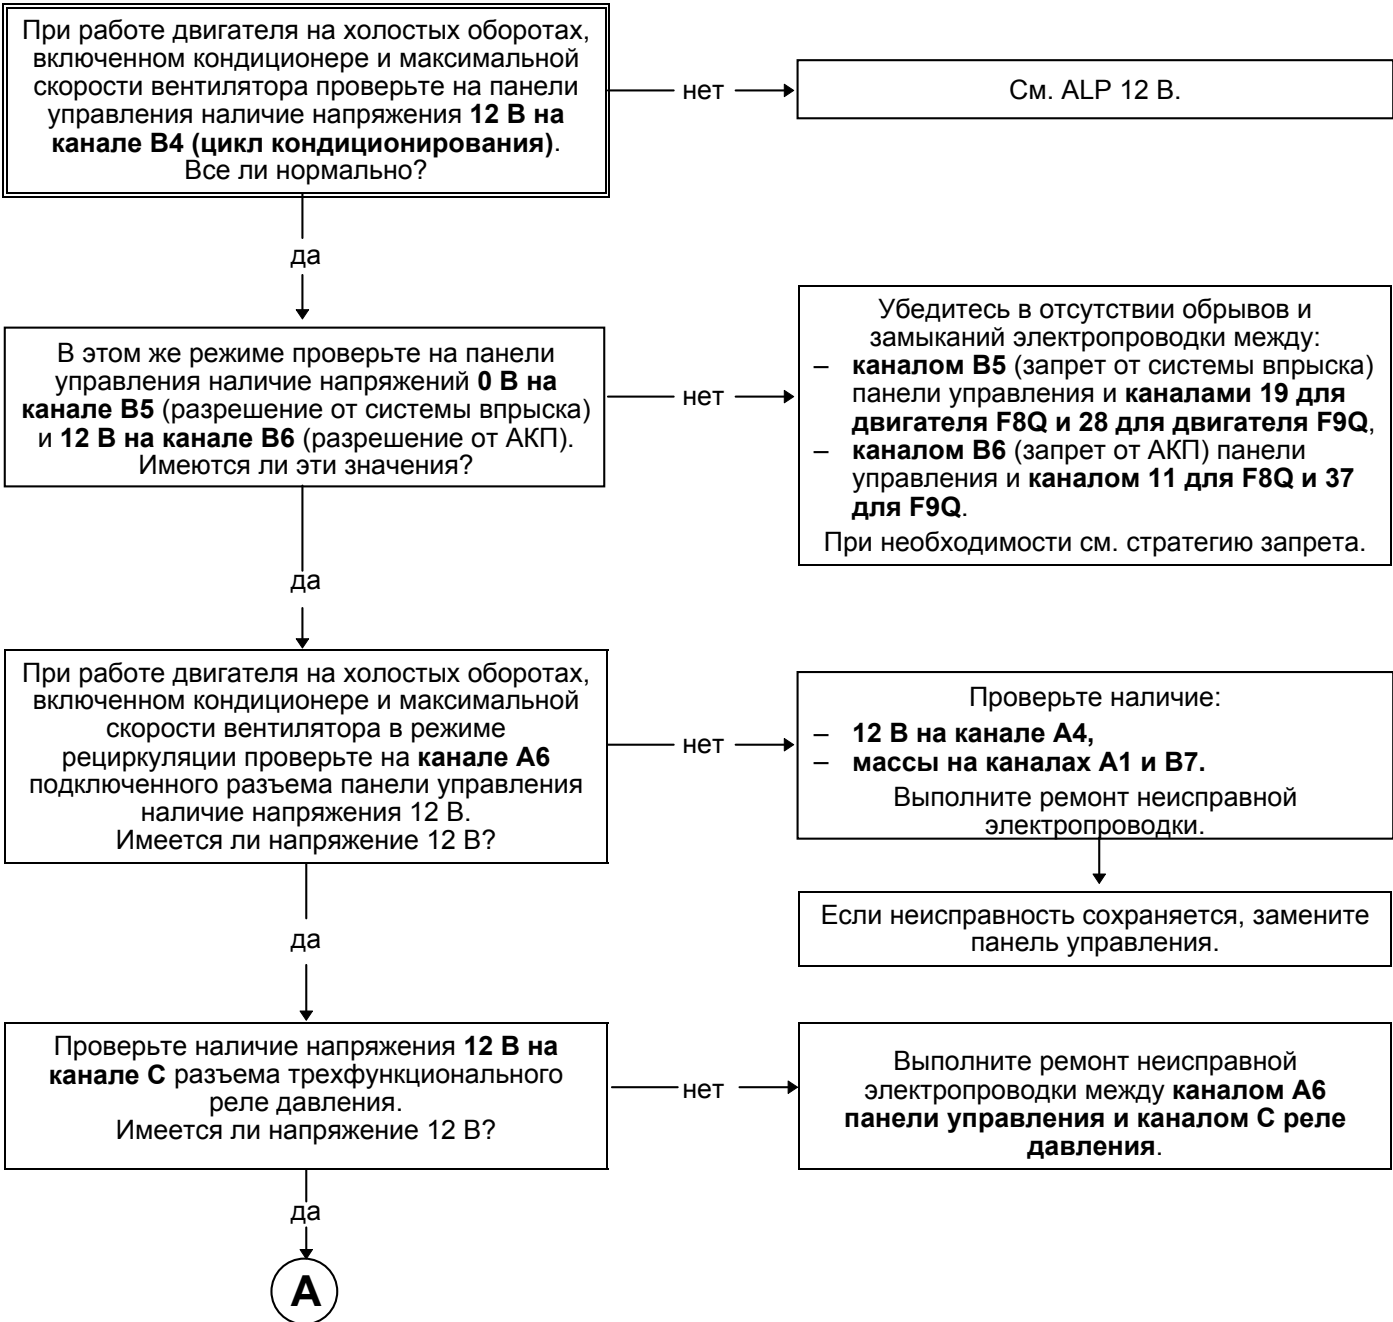 При работе двигателя на холостых оборотах,
включенном кондиционере и максимальной
скорости вентилятора проверьте на панели
управления наличие напряжения 12 В на
канале В4 (цикл кондиционирования).
Все ли нормально?
нет
См. ALP 12 В.
да
В этом же режиме проверьте на панели
управления наличие напряжений 0 В на
канале В5 (разрешение от системы впрыска)
и 12 В на канале В6 (разрешение от АКП).
Имеются ли эти значения?
нет
Убедитесь в отсутствии обрывов и
замыканий электропроводки между:
– каналом В5 (запрет от системы впрыска)
панели управления и каналами 19 для
двигателя F8Q и 28 для двигателя F9Q,
– каналом В6 (запрет от АКП) панели
управления и каналом 11 для F8Q и 37
для F9Q.
При необходимости см. стратегию запрета.
да
При работе двигателя на холостых оборотах,
включенном кондиционере и максимальной
скорости вентилятора в режиме
рециркуляции проверьте на канале А6
подключенного разъема панели управления
наличие напряжения 12 В.
Имеется ли напряжение 12 В?
нет
Проверьте наличие:
– 12 В на канале А4,
– массы на каналах А1 и В7.
Выполните ремонт неисправной
электропроводки.
Если неисправность сохраняется, замените
панель управления.
да
Проверьте наличие напряжения 12 В на
канале С разъема трехфункционального
реле давления.
Имеется ли напряжение 12 В?
нет
Выполните ремонт неисправной
электропроводки между каналом А6
панели управления и каналом С реле
давления.
да
А